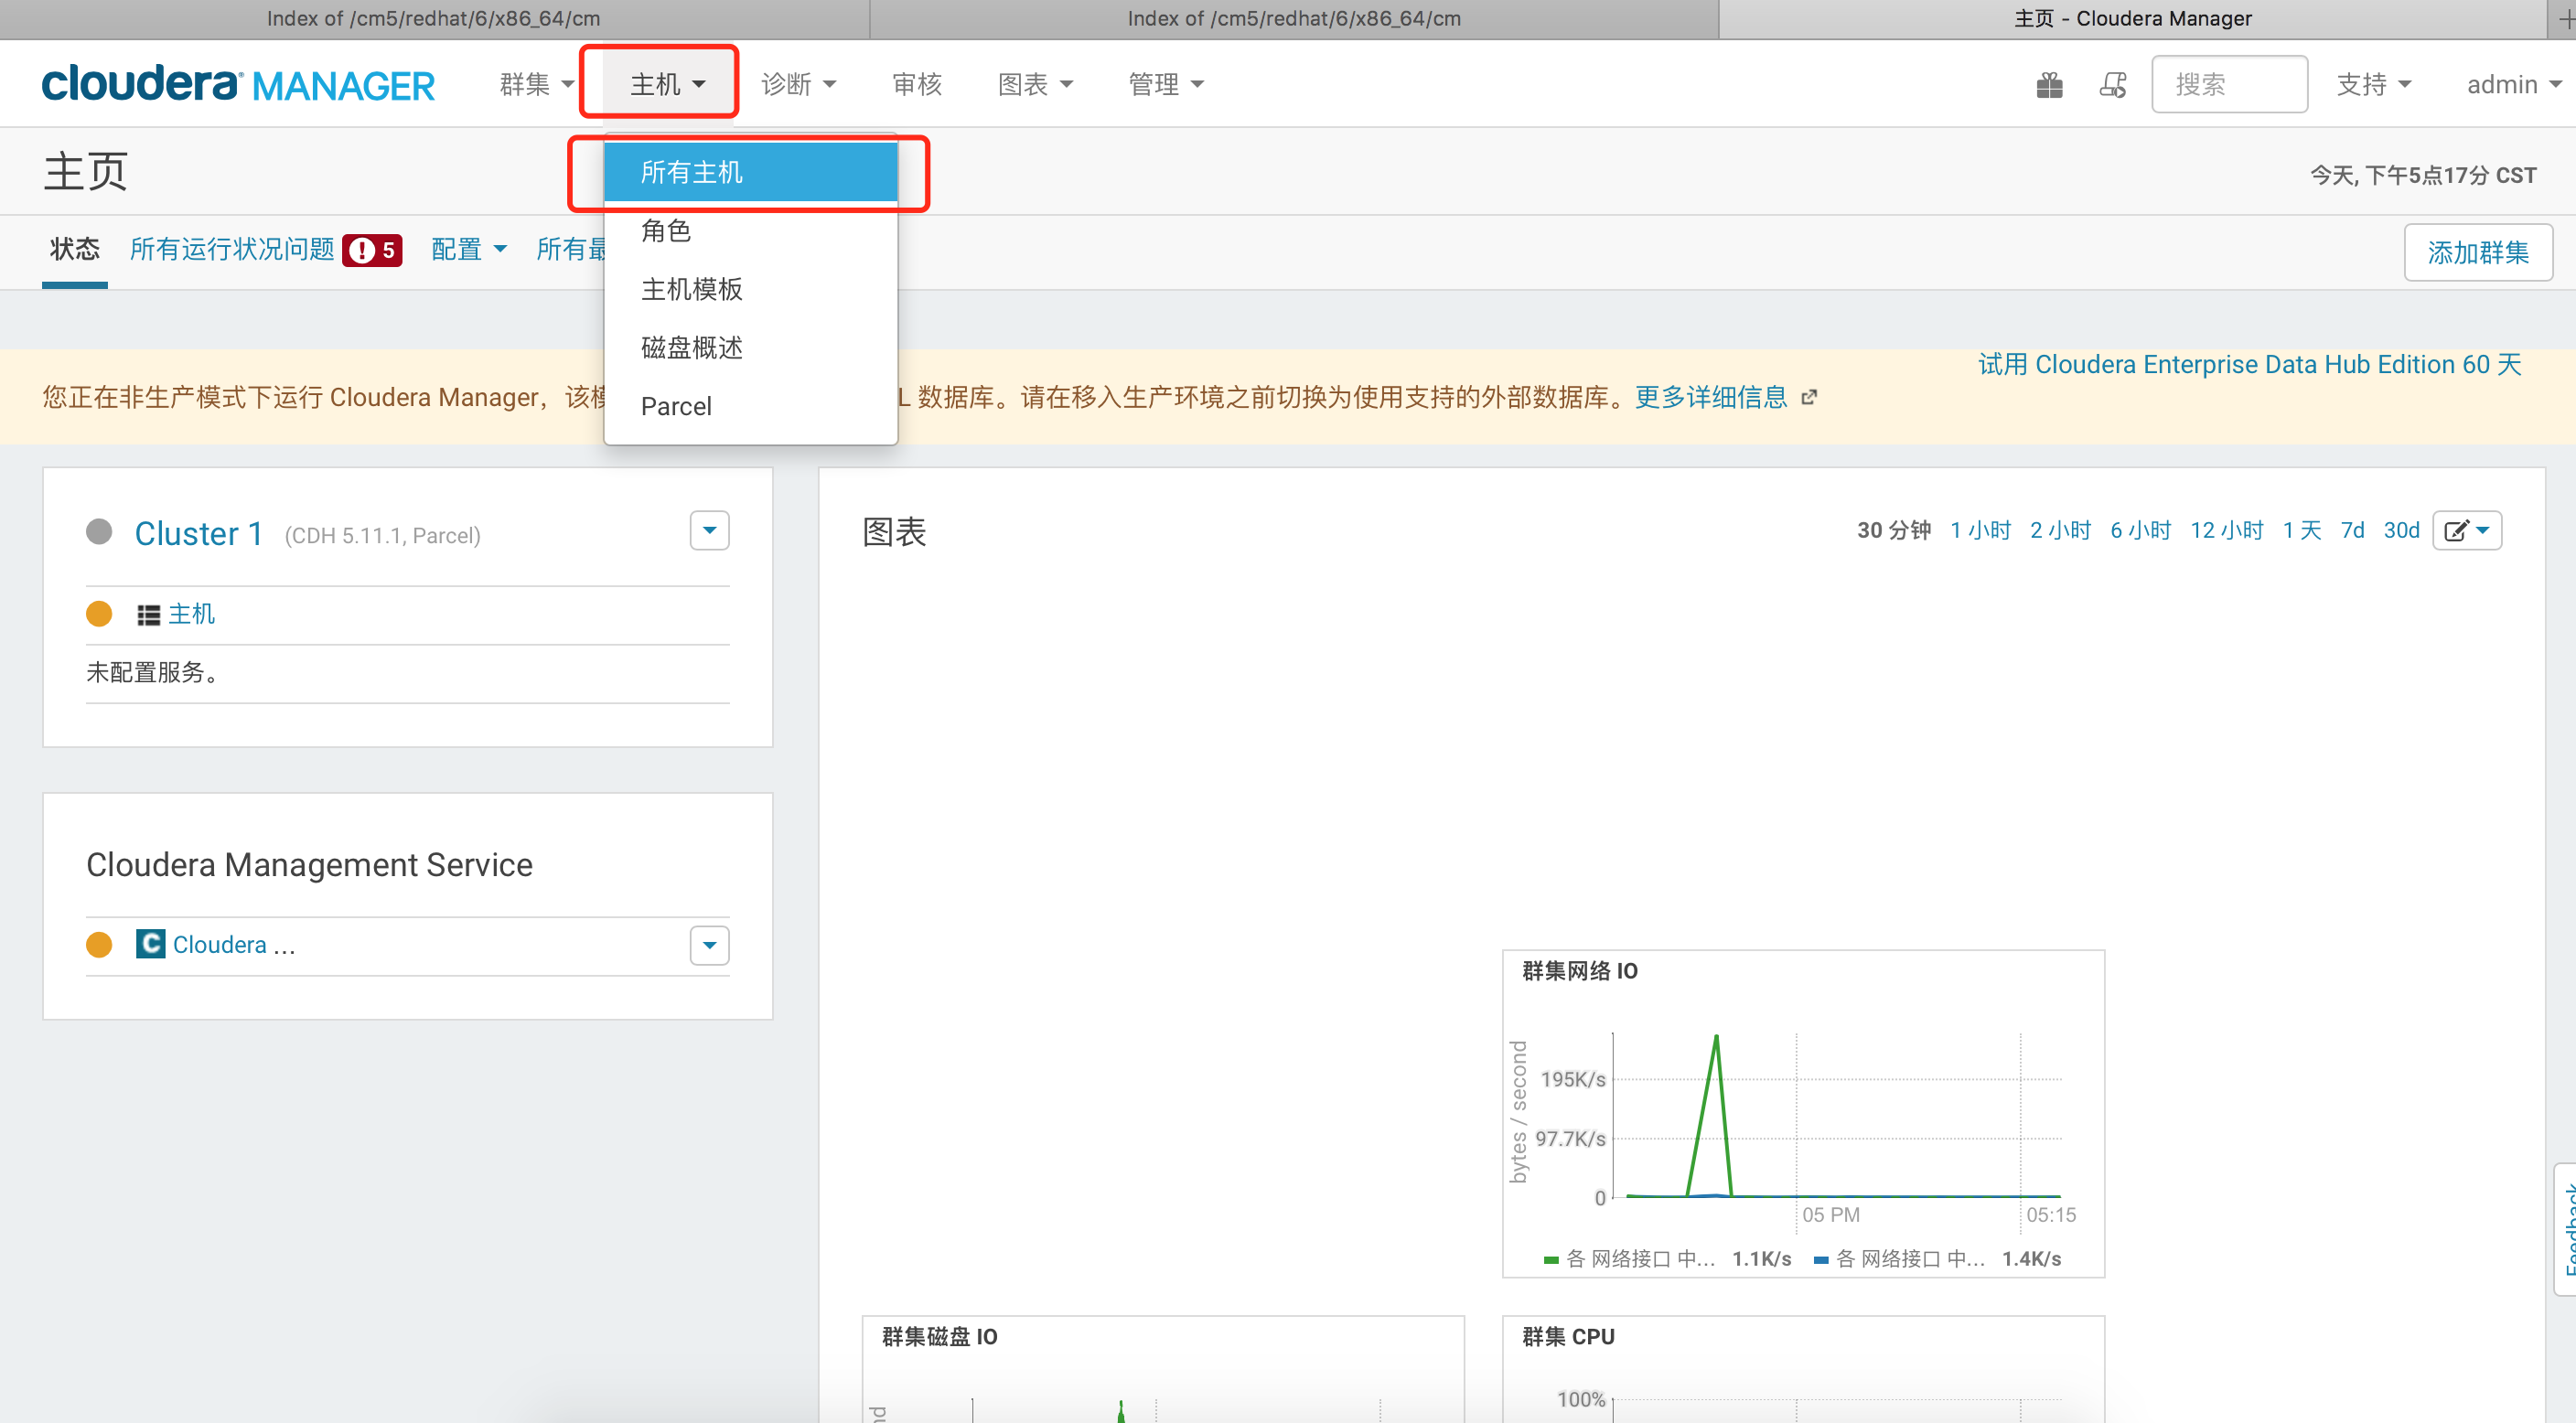 Index of /cm5/redhat/6/x86_64/cm
Index of /cm5/redhat/6/x86_64/cm
主页 - Cloudera Manager
cloudera MANAGER
群集
主机
诊断
审核
图表
管理
搜索
支持
admin
主页
所有主机
今天, 下午5点17分 CST
角色
状态
所有运行状况问题
5
配置
所有最
添加群集
主机模板
磁盘概述
Parcel
试用 Cloudera Enterprise Data Hub Edition 60 天
您正在非生产模式下运行 Cloudera Manager，该模
L 数据库。请在移入生产环境之前切换为使用支持的外部数据库。更多详细信息
Cluster 1 (CDH 5.11.1, Parcel)
主机
未配置服务。
图表
30 分钟 1 小时 2 小时 6 小时 12 小时 1 天 7d 30d
Cloudera Management Service
C Cloudera ...
群集网络 IO
bytes / second
195K/s
97.7K/s
0
05 PM
05:15
各 网络接口 中... 1.1K/s
各 网络接口 中... 1.4K/s
Feedback
群集磁盘 IO
群集 CPU
100%